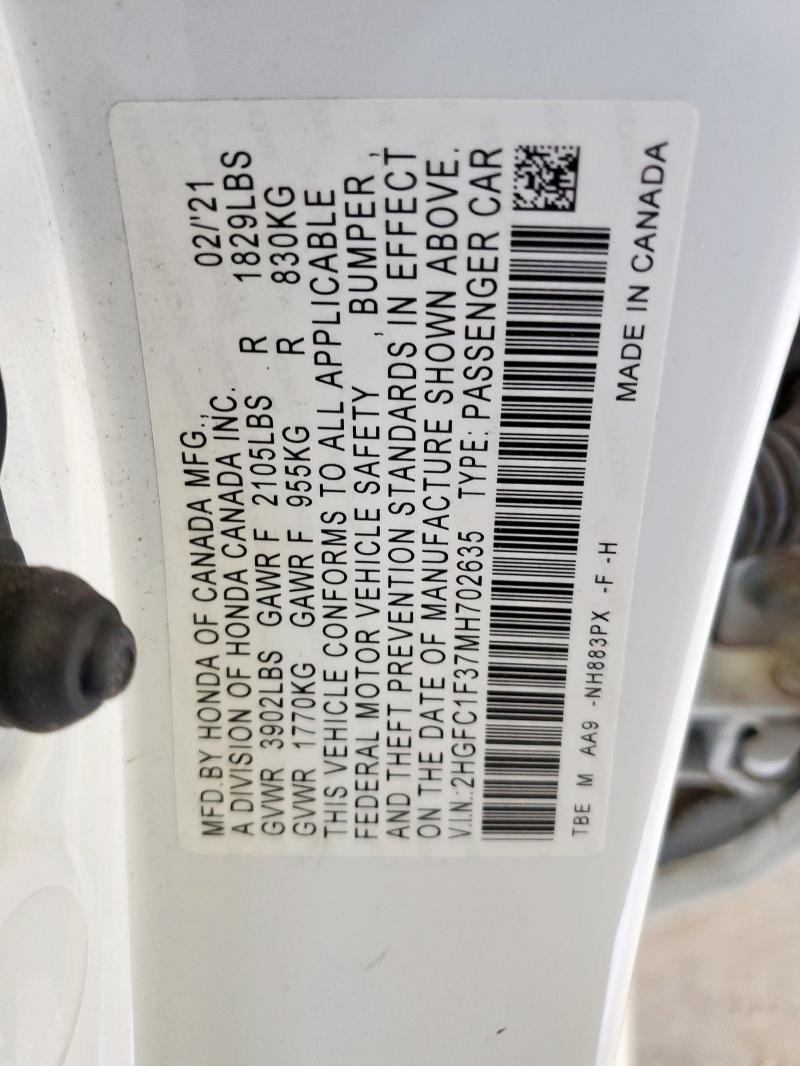 MFD.BY HONDA OF CANADA MFG., 02/'21
A DIVISION OF HONDA CANADA INC.
GVWR 3902LBS GAWR F 2105LBS R 1829LBS
GVWR 1770KG GAWR F 955KG R 830KG
THIS VEHICLE CONFORMS TO ALL APPLICABLE
FEDERAL MOTOR VEHICLE SAFETY , BUMPER ,
AND THEFT PREVENTION STANDARDS IN EFFECT
ON THE DATE OF MANUFACTURE SHOWN ABOVE.
V.I.N.:2HGFC1F37MH702635 TYPE: PASSENGER CAR
TBE M AA9 -NH883PX -F -H
MADE IN CANADA